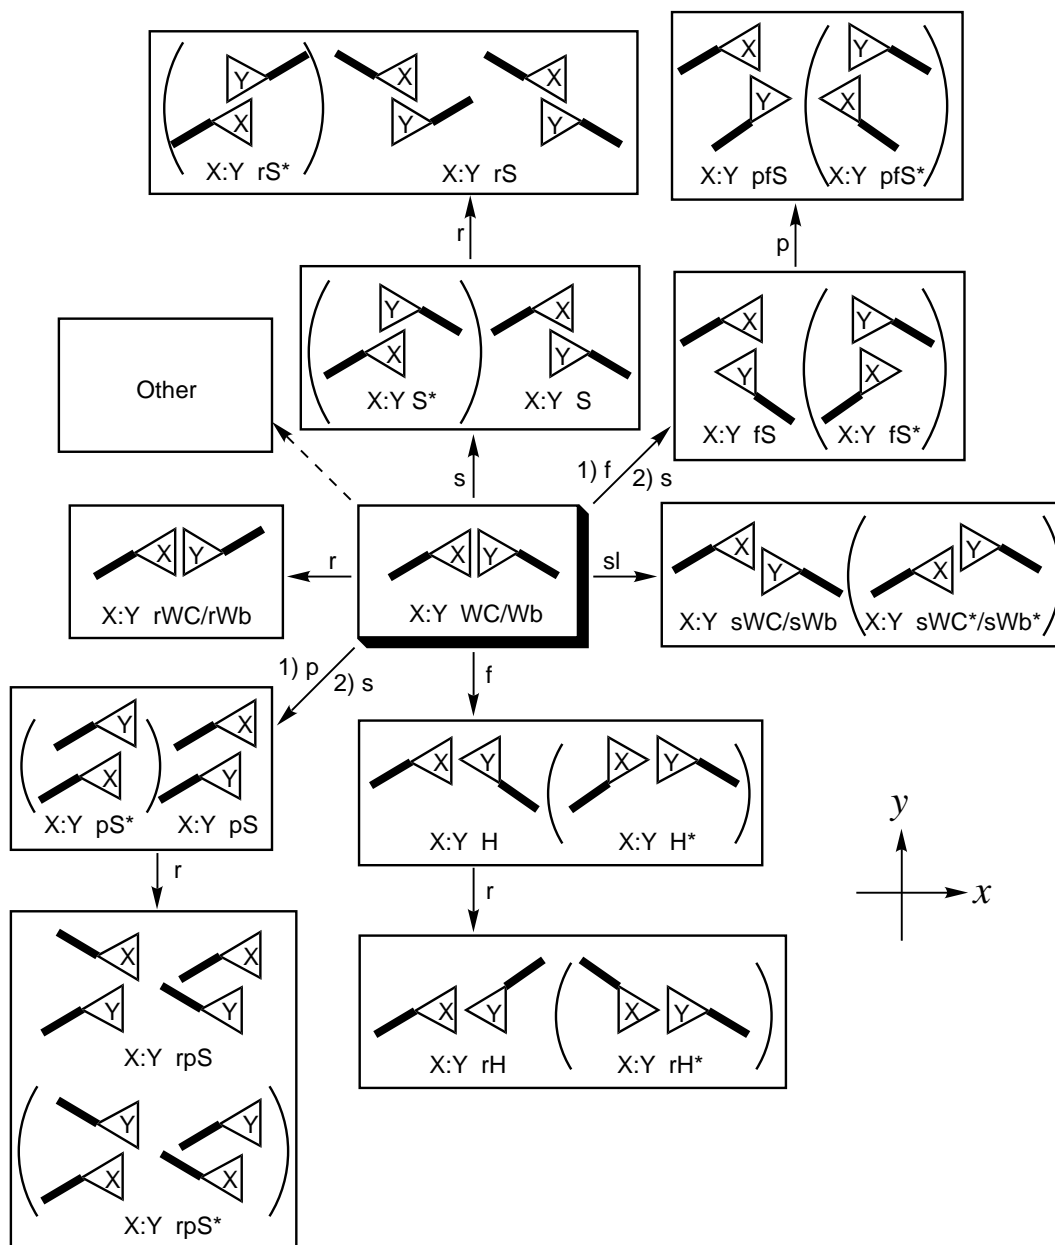 Y X X X Y
X Y Y Y X
X:Y rS* X:Y rS X:Y pfS X:Y pfS*
r p
Y X X Y
X Y Y X
X:Y S* X:Y S X:Y fS X:Y fS*
Other
s 1) f 2) s
X Y X Y X Y Y X
r sl
X:Y rWC/rWb X:Y WC/Wb X:Y sWC/sWb X:Y sWC*/sWb*
1) p 2) s f
Y X X Y X Y
X Y
X:Y pS* X:Y pS X:Y H X:Y H*
r r
y
x
X X X Y X Y
Y Y
X:Y rpS X:Y rH X:Y rH*
Y Y
X X
X:Y rpS*